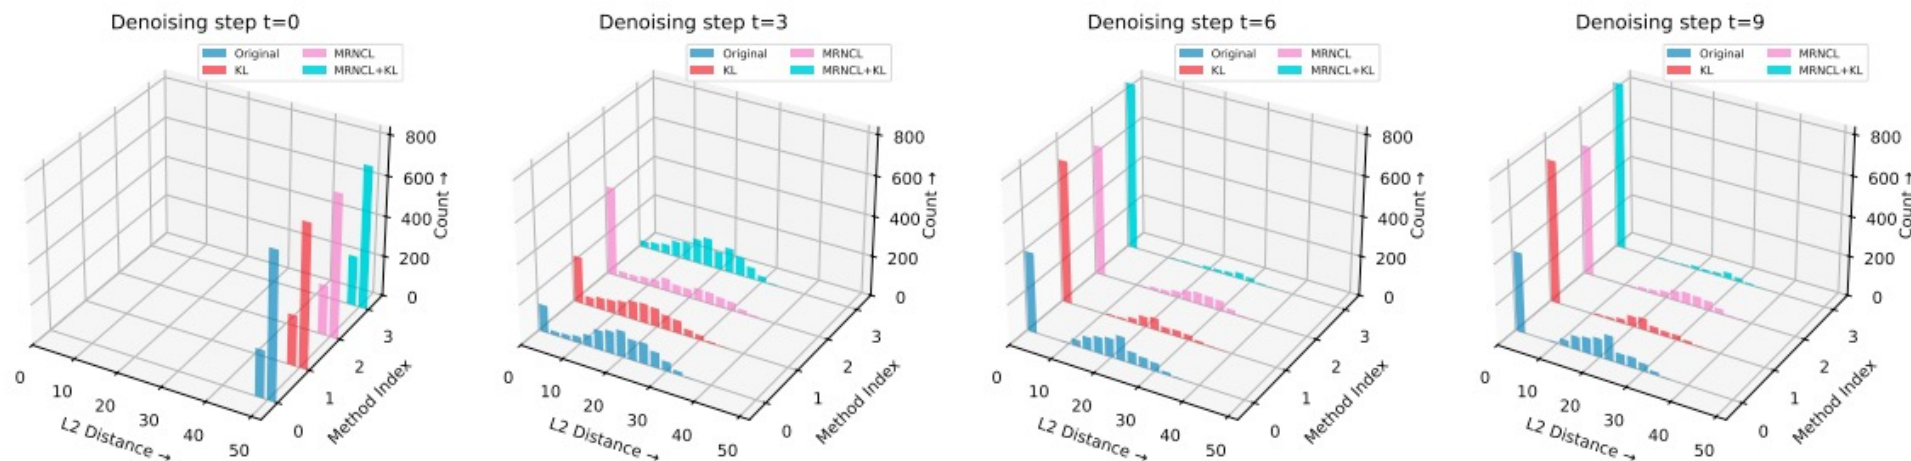 Denoising step t=0
Original
KL
MRNCL
MRNCL+KL
800
600
400
200
0
Count →
0
10
20
30
40
50
L2 Distance →
0
1
2
3
Method Index
Denoising step t=3
Original
KL
MRNCL
MRNCL+KL
800
600
400
200
0
Count →
0
10
20
30
40
50
L2 Distance →
0
1
2
3
Method Index
Denoising step t=6
Original
KL
MRNCL
MRNCL+KL
800
600
400
200
0
Count →
0
10
20
30
40
50
L2 Distance →
0
1
2
3
Method Index
Denoising step t=9
Original
KL
MRNCL
MRNCL+KL
800
600
400
200
0
Count →
0
10
20
30
40
50
L2 Distance →
0
1
2
3
Method Index